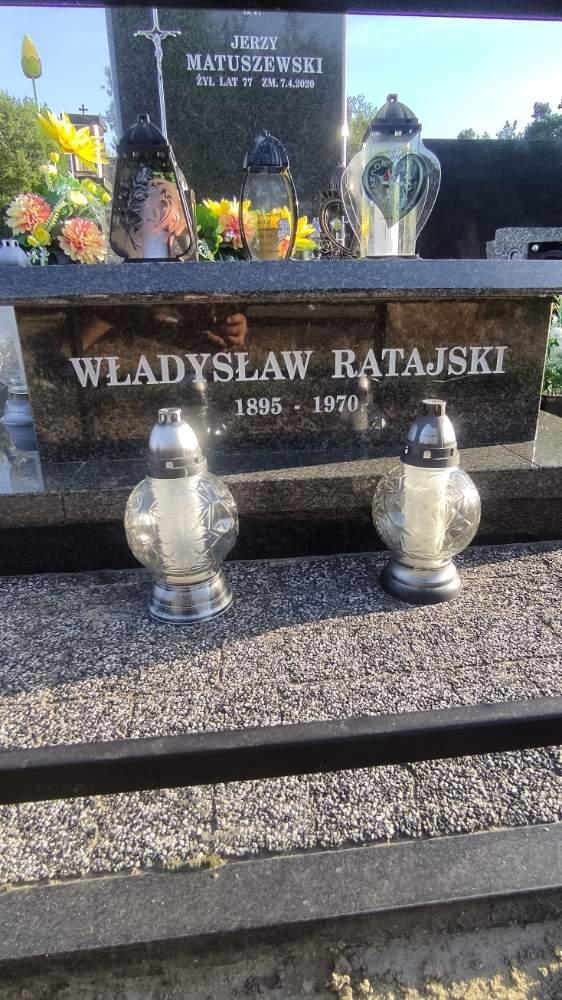 Ś.P.
JERZY
MATUSZEWSKI
ŻYŁ LAT 77 ZM. 7.4.2020
WŁADYSŁAW RATAJSKI
1895 - 1970